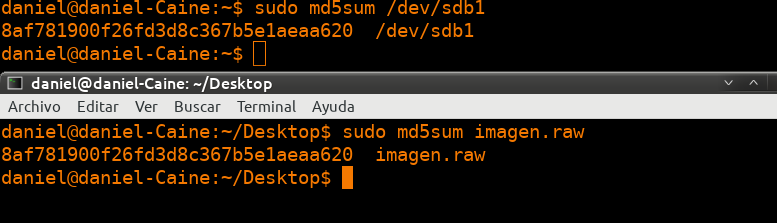 daniel@daniel-Caine:~$ sudo md5sum /dev/sdb1
8af781900f26fd3d8c367b5e1aeaa620  /dev/sdb1
daniel@daniel-Caine:~$
daniel@daniel-Caine: ~/Desktop
Archivo Editar Ver Buscar Terminal Ayuda
daniel@daniel-Caine:~/Desktop$ sudo md5sum imagen.raw
8af781900f26fd3d8c367b5e1aeaa620  imagen.raw
daniel@daniel-Caine:~/Desktop$